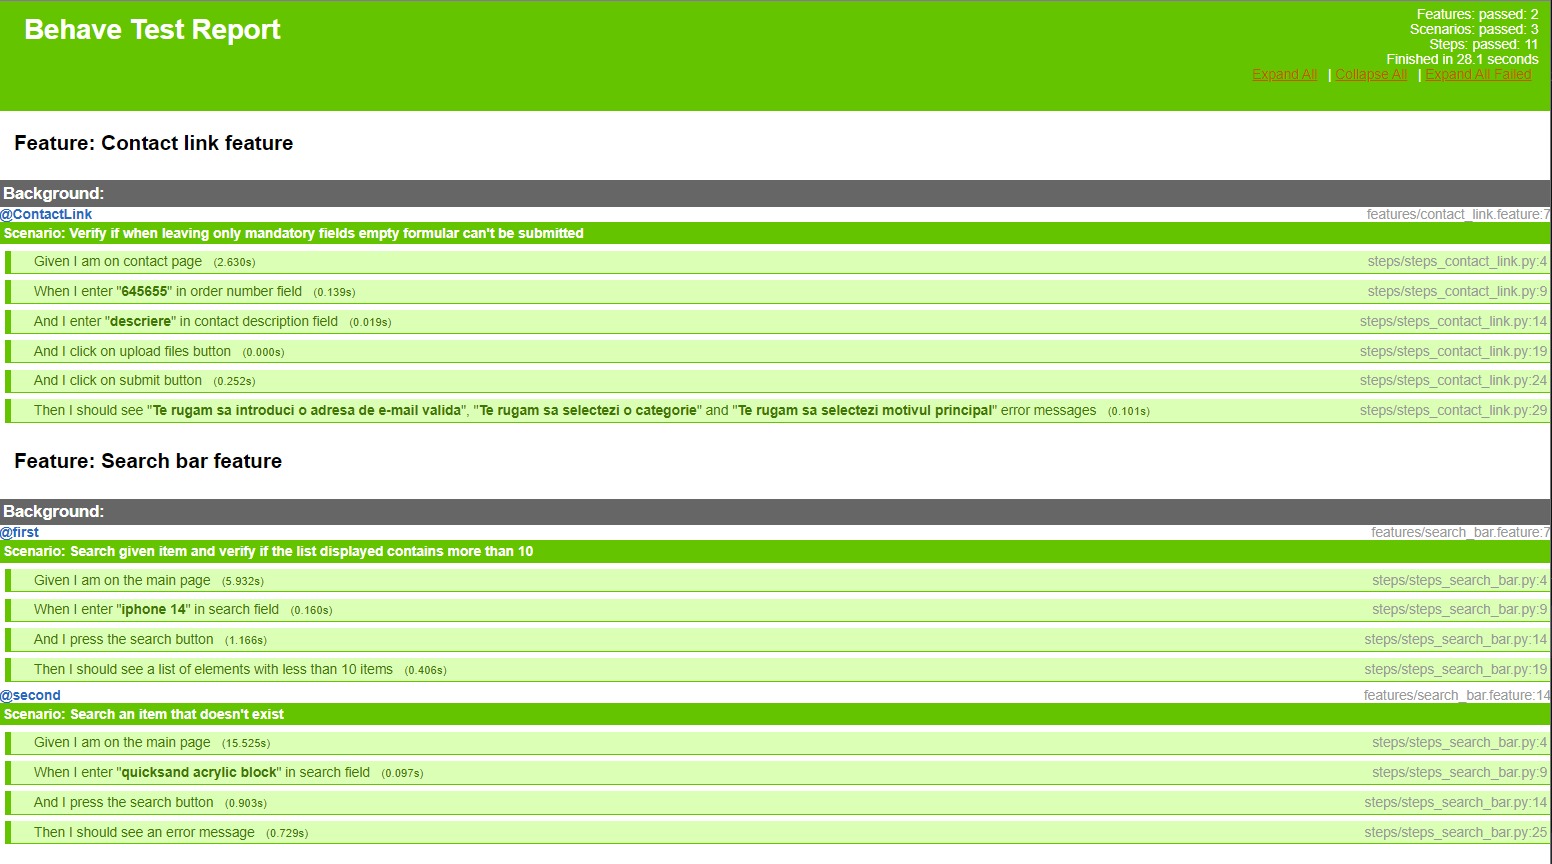 Behave Test Report
Features: passed: 2
Scenarios: passed: 3
Steps: passed: 11
Finished in 28.1 seconds
Expand All | Collapse All | Expand All Failed
Feature: Contact link feature
Background:
@ContactLink features/contact_link.feature:7
Scenario: Verify if when leaving only mandatory fields empty formular can't be submitted
Given I am on contact page (2.630s) steps/steps_contact_link.py:4
When I enter "645655" in order number field (0.139s) steps/steps_contact_link.py:9
And I enter "descriere" in contact description field (0.019s) steps/steps_contact_link.py:14
And I click on upload files button (0.000s) steps/steps_contact_link.py:19
And I click on submit button (0.252s) steps/steps_contact_link.py:24
Then I should see "Te rugam sa introduci o adresa de e-mail valida", "Te rugam sa selectezi o categorie" and "Te rugam sa selectezi motivul principal" error messages (0.101s) steps/steps_contact_link.py:29
Feature: Search bar feature
Background:
@first features/search_bar.feature:7
Scenario: Search given item and verify if the list displayed contains more than 10
Given I am on the main page (5.932s) steps/steps_search_bar.py:4
When I enter "iphone 14" in search field (0.160s) steps/steps_search_bar.py:9
And I press the search button (1.166s) steps/steps_search_bar.py:14
Then I should see a list of elements with less than 10 items (0.406s) steps/steps_search_bar.py:19
@second features/search_bar.feature:14
Scenario: Search an item that doesn't exist
Given I am on the main page (15.525s) steps/steps_search_bar.py:4
When I enter "quicksand acrylic block" in search field (0.097s) steps/steps_search_bar.py:9
And I press the search button (0.903s) steps/steps_search_bar.py:14
Then I should see an error message (0.729s) steps/steps_search_bar.py:25